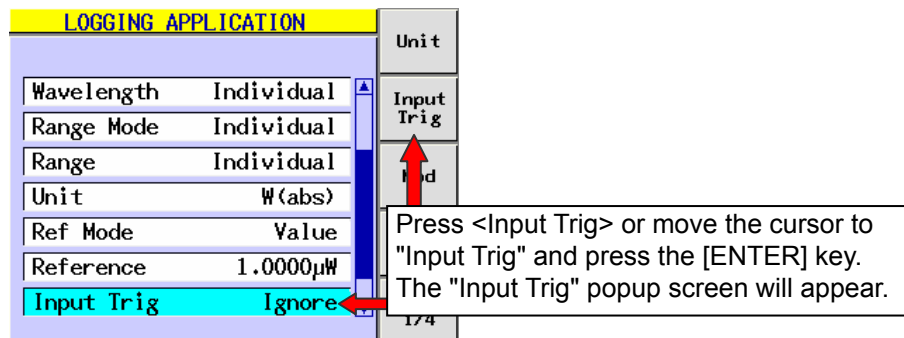 LOGGING APPLICATION
Unit
Wavelength Individual
Input
Trig
Range Mode Individual
Range Individual
Unit W(abs)
Ref Mode Value
Reference 1.0000µW
Input Trig Ignore
Press <Input Trig> or move the cursor to
"Input Trig" and press the [ENTER] key.
The "Input Trig" popup screen will appear.
1/4